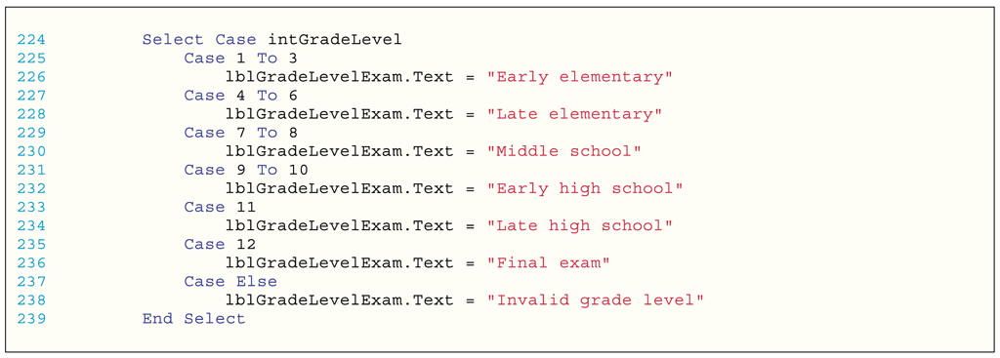 224 Select Case intGradeLevel
225 Case 1 To 3
226 lblGradeLevelExam.Text = "Early elementary"
227 Case 4 To 6
228 lblGradeLevelExam.Text = "Late elementary"
229 Case 7 To 8
230 lblGradeLevelExam.Text = "Middle school"
231 Case 9 To 10
232 lblGradeLevelExam.Text = "Early high school"
233 Case 11
234 lblGradeLevelExam.Text = "Late high school"
235 Case 12
236 lblGradeLevelExam.Text = "Final exam"
237 Case Else
238 lblGradeLevelExam.Text = "Invalid grade level"
239 End Select